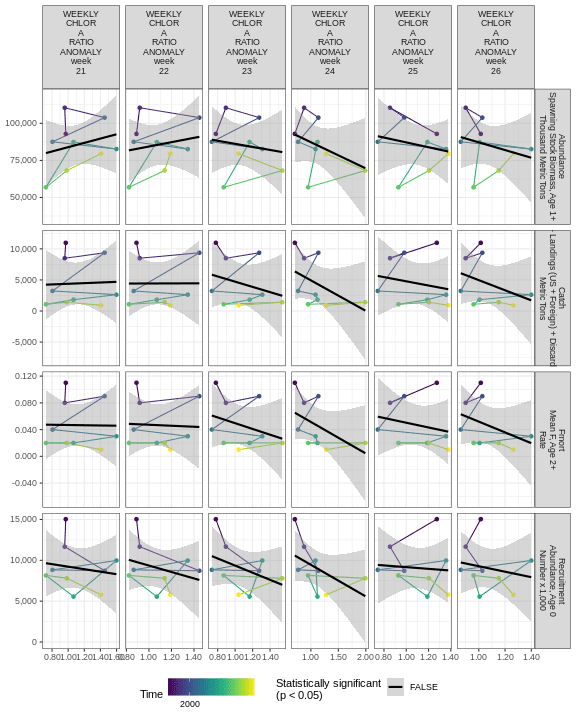 WEEKLY
CHLOR
A
RATIO
ANOMALY
week
21
WEEKLY
CHLOR
A
RATIO
ANOMALY
week
22
WEEKLY
CHLOR
A
RATIO
ANOMALY
week
23
WEEKLY
CHLOR
A
RATIO
ANOMALY
week
24
WEEKLY
CHLOR
A
RATIO
ANOMALY
week
25
WEEKLY
CHLOR
A
RATIO
ANOMALY
week
26
100,000
75,000
50,000
Abundance
Spawning Stock Biomass, Age 1+
Thousand Metric Tons
10,000
5,000
0
-5,000
Catch
Landings (US + Foreign) + Discard
Metric Tons
0.120
0.080
0.040
0.000
-0.040
Fmort
Mean F, Age 2+
Rate
15,000
10,000
5,000
0
Recruitment
Abundance, Age 0
Number x 1,000
0.80 1.00 1.20 1.40 1.60
0.80 1.00 1.20 1.40
0.80 1.00 1.20 1.40
1.00 1.50 2.00
0.80 1.00 1.20 1.40
1.00 1.20 1.40
Time
2000
Statistically significant
(p < 0.05)
FALSE